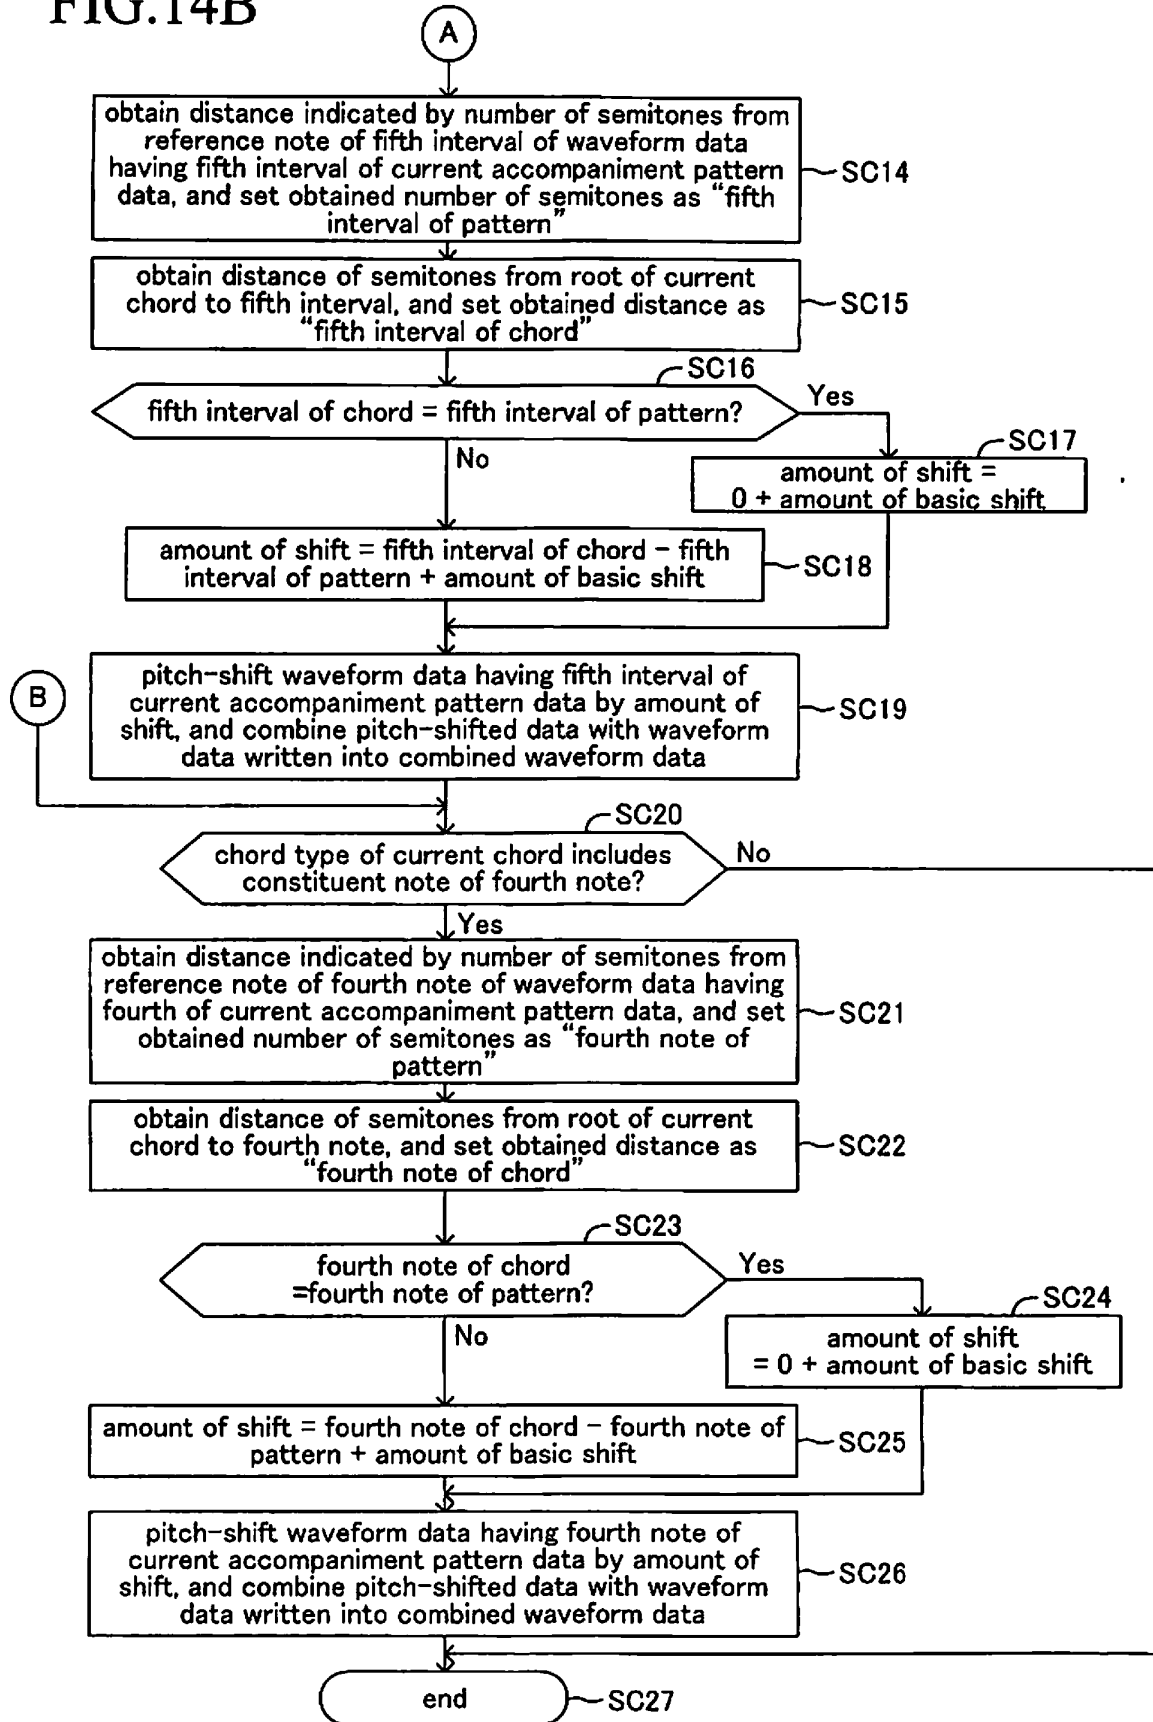 FIG.14B
A
obtain distance indicated by number of semitones from
reference note of fifth interval of waveform data
having fifth interval of current accompaniment pattern
data, and set obtained number of semitones as “fifth
interval of pattern”
SC14
obtain distance of semitones from root of current
chord to fifth interval, and set obtained distance as
“fifth interval of chord”
SC15
SC16
fifth interval of chord = fifth interval of pattern?
Yes
No
SC17
amount of shift =
0 + amount of basic shift
amount of shift = fifth interval of chord – fifth
interval of pattern + amount of basic shift
SC18
B
pitch-shift waveform data having fifth interval of
current accompaniment pattern data by amount of
shift, and combine pitch-shifted data with waveform
data written into combined waveform data
SC19
SC20
chord type of current chord includes
constituent note of fourth note?
No
Yes
obtain distance indicated by number of semitones from
reference note of fourth note of waveform data having
fourth of current accompaniment pattern data, and set
obtained number of semitones as “fourth note of
pattern”
SC21
obtain distance of semitones from root of current
chord to fourth note, and set obtained distance as
“fourth note of chord”
SC22
SC23
fourth note of chord
=fourth note of pattern?
Yes
No
SC24
amount of shift
= 0 + amount of basic shift
amount of shift = fourth note of chord – fourth note of
pattern + amount of basic shift
SC25
pitch-shift waveform data having fourth note of
current accompaniment pattern data by amount of
shift, and combine pitch-shifted data with waveform
data written into combined waveform data
SC26
end
SC27